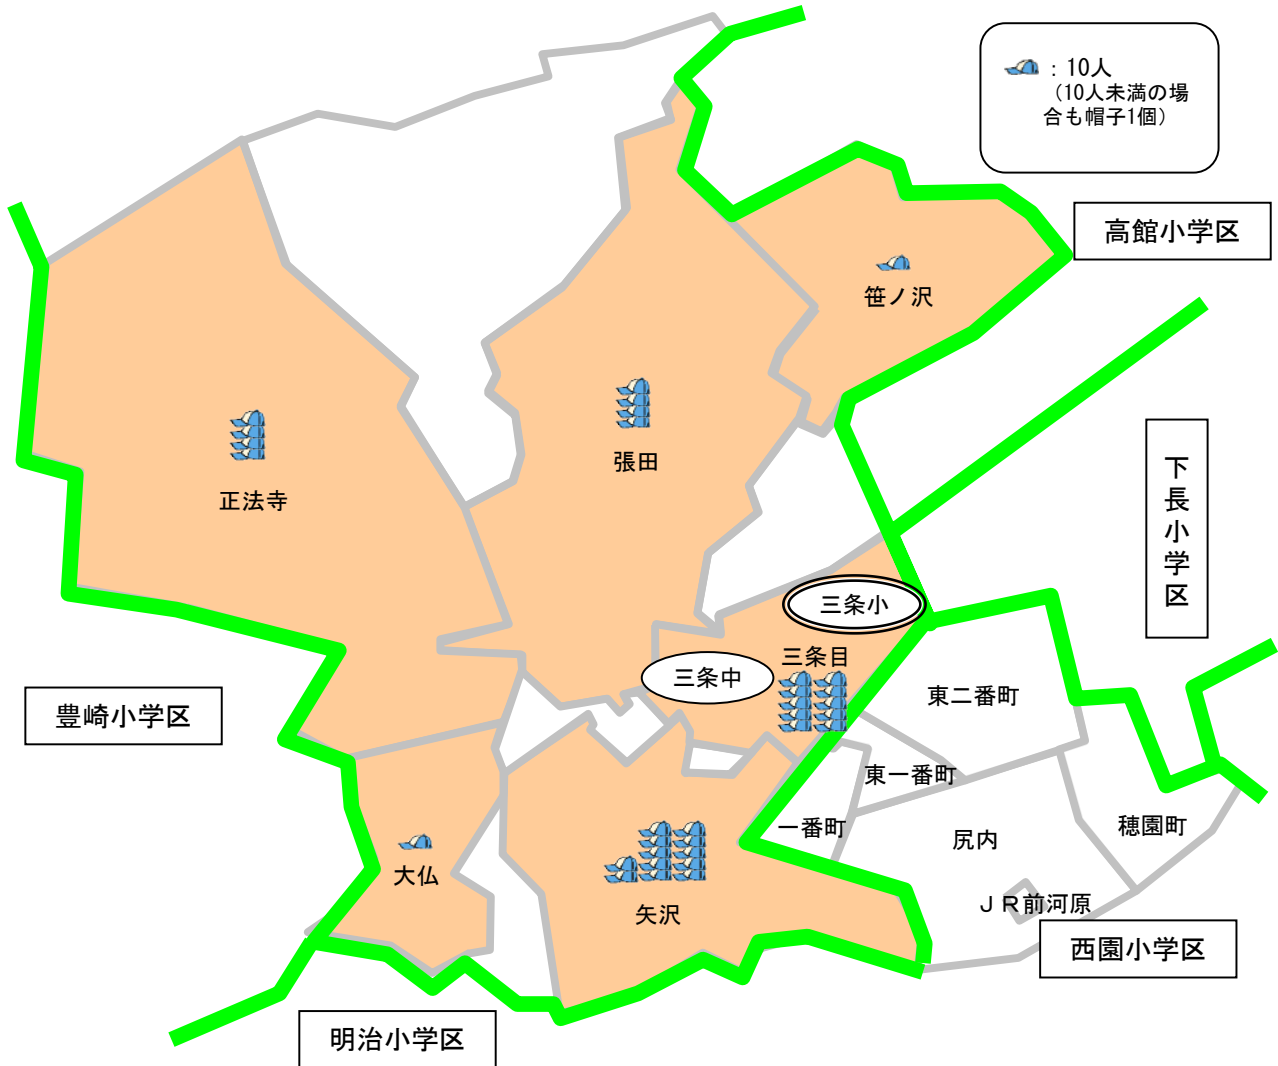 ：10人
（10人未満の場
合も帽子1個）
高館小学区
笹ノ沢
下長小学区
張田
正法寺
三条小
三条目
三条中
東二番町
豊崎小学区
東一番町
一番町
穂園町
尻内
大仏
ＪＲ前河原
矢沢
西園小学区
明治小学区